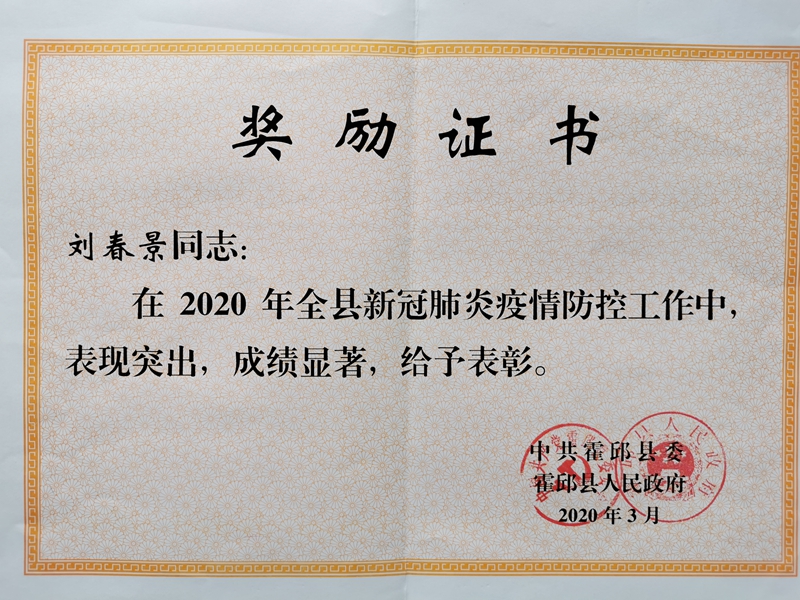 奖励证书
刘春景同志：
在 2020 年全县新冠肺炎疫情防控工作中，
表现突出，成绩显著，给予表彰。
中共霍邱县委
霍邱县人民政府
2020 年 3 月